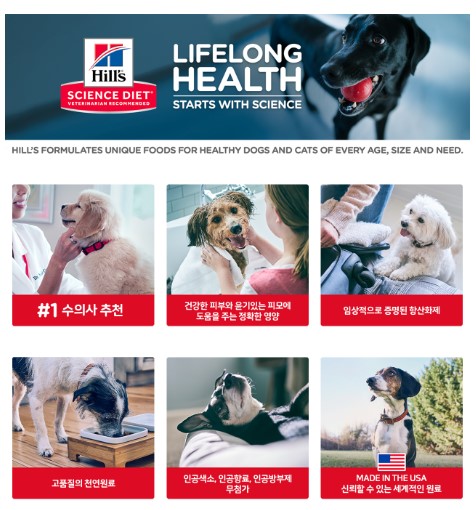 Hill's
SCIENCE DIET
VETERINARIAN RECOMMENDED
LIFELONG
HEALTH
STARTS WITH SCIENCE
HILL'S FORMULATES UNIQUE FOODS FOR HEALTHY DOGS AND CATS OF EVERY AGE, SIZE AND NEED.
#1 수의사 추천
건강한 피부와 윤기있는 피모에
도움을 주는 정확한 영양
임상적으로 증명된 항산화제
고품질의 천연원료
인공색소, 인공향료, 인공방부제
무첨가
MADE IN THE USA
신뢰할 수 있는 세계적인 원료